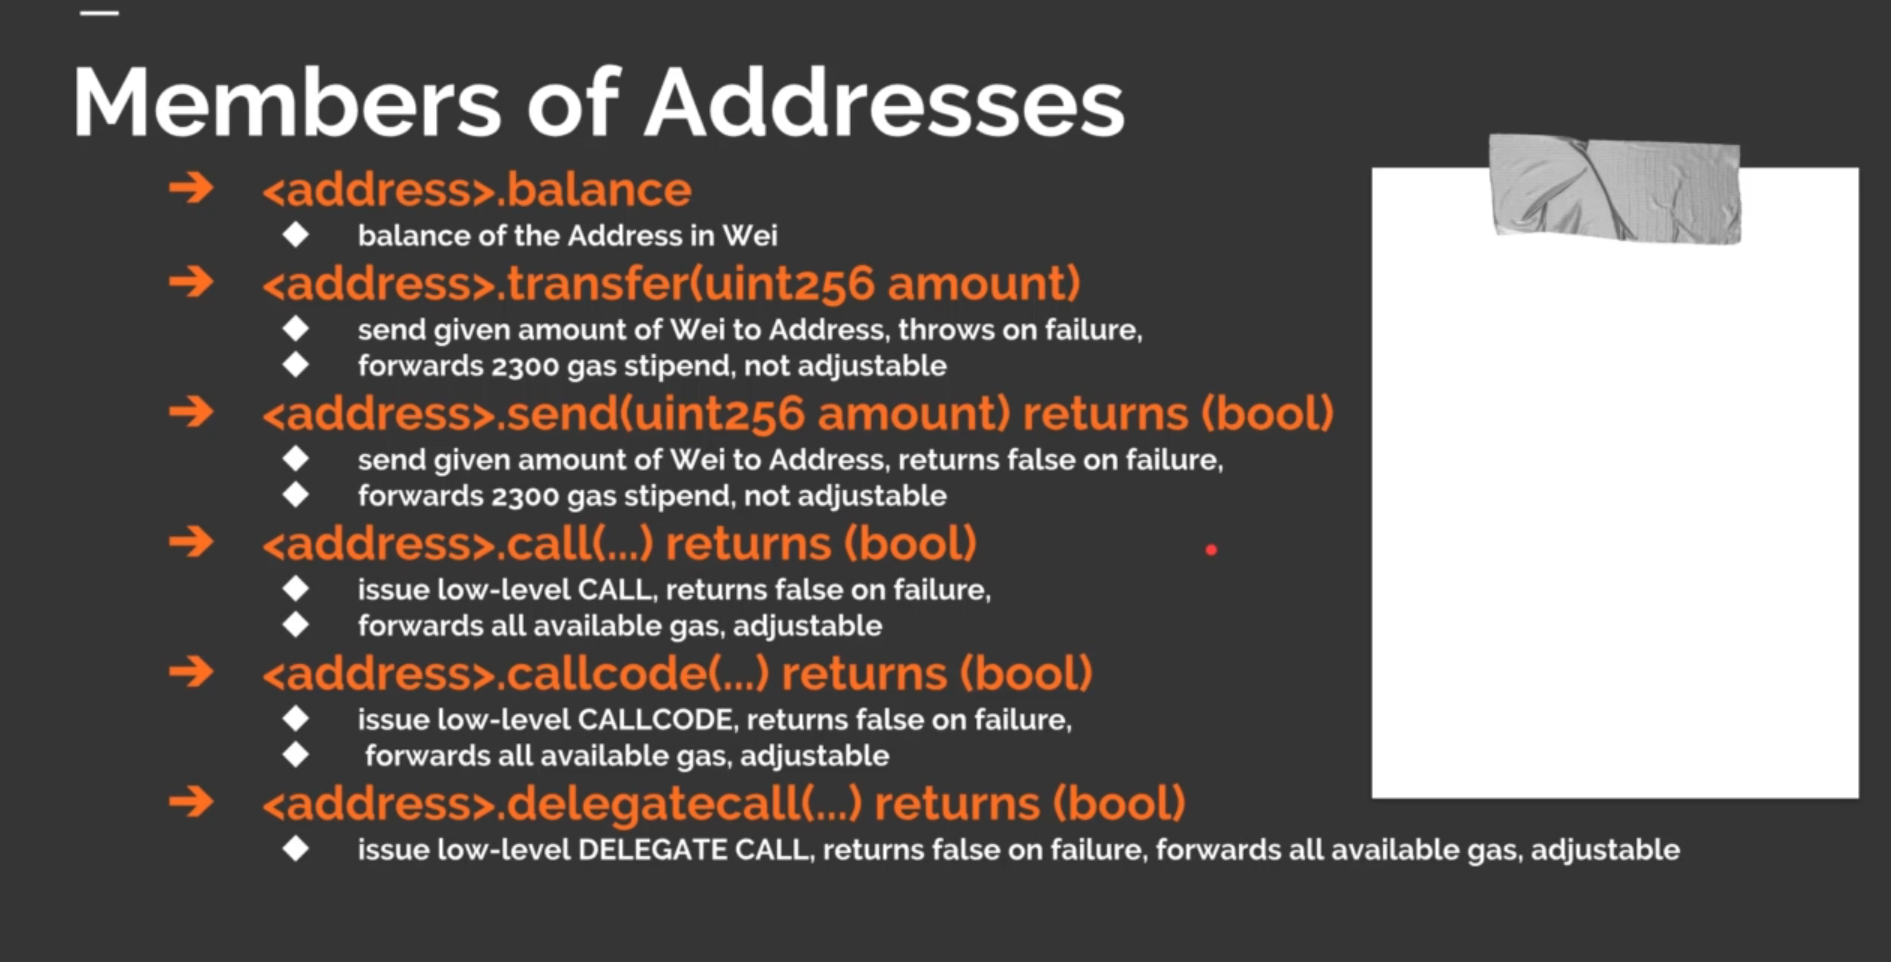 Members of Addresses
<address>.balance
balance of the Address in Wei
<address>.transfer(uint256 amount)
send given amount of Wei to Address, throws on failure,
forwards 2300 gas stipend, not adjustable
<address>.send(uint256 amount) returns (bool)
send given amount of Wei to Address, returns false on failure,
forwards 2300 gas stipend, not adjustable
<address>.call(...) returns (bool)
issue low-level CALL, returns false on failure,
forwards all available gas, adjustable
<address>.callcode(...) returns (bool)
issue low-level CALLCODE, returns false on failure,
forwards all available gas, adjustable
<address>.delegatecall(...) returns (bool)
issue low-level DELEGATE CALL, returns false on failure, forwards all available gas, adjustable